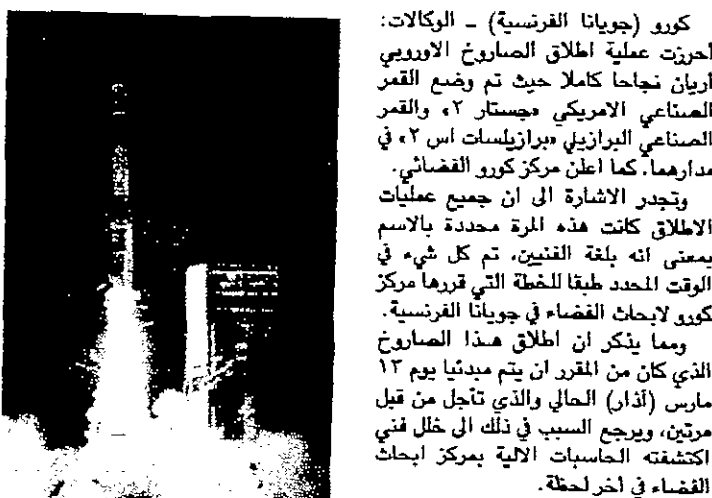 كورو (جويانا الفرنسية) ـ الوكالات:
أحرزت عملية اطلاق الصاروخ الاوروبي
أريان نجاحا كاملا حيث تم وضع القمر
الصناعي الامريكي «جستار ٢» والقمر
الصناعي البرازيلي «برازيلسات اس ٢» في
مدارهما. كما اعلن مركز كورو الفضائي.
وتجدر الاشارة الى ان جميع عمليات
الاطلاق كانت هذه المرة محددة بالاسم
بمعنى انه بلغة الفنيين، تم كل شيء في
الوقت المحدد طبقا للخطة التي قررها مركز
كورو لابحاث الفضاء في جويانا الفرنسية.
ومما يذكر ان اطلاق هذا الصاروخ
الذي كان من المقرر ان يتم مبدئيا يوم ١٣
مارس (آذار) الحالي والذي تأجل من قبل
مرتين، ويرجع السبب في ذلك الى خلل فني
اكتشفته الحاسبات الالية بمركز ابحاث
الفضاء في آخر لحظة.